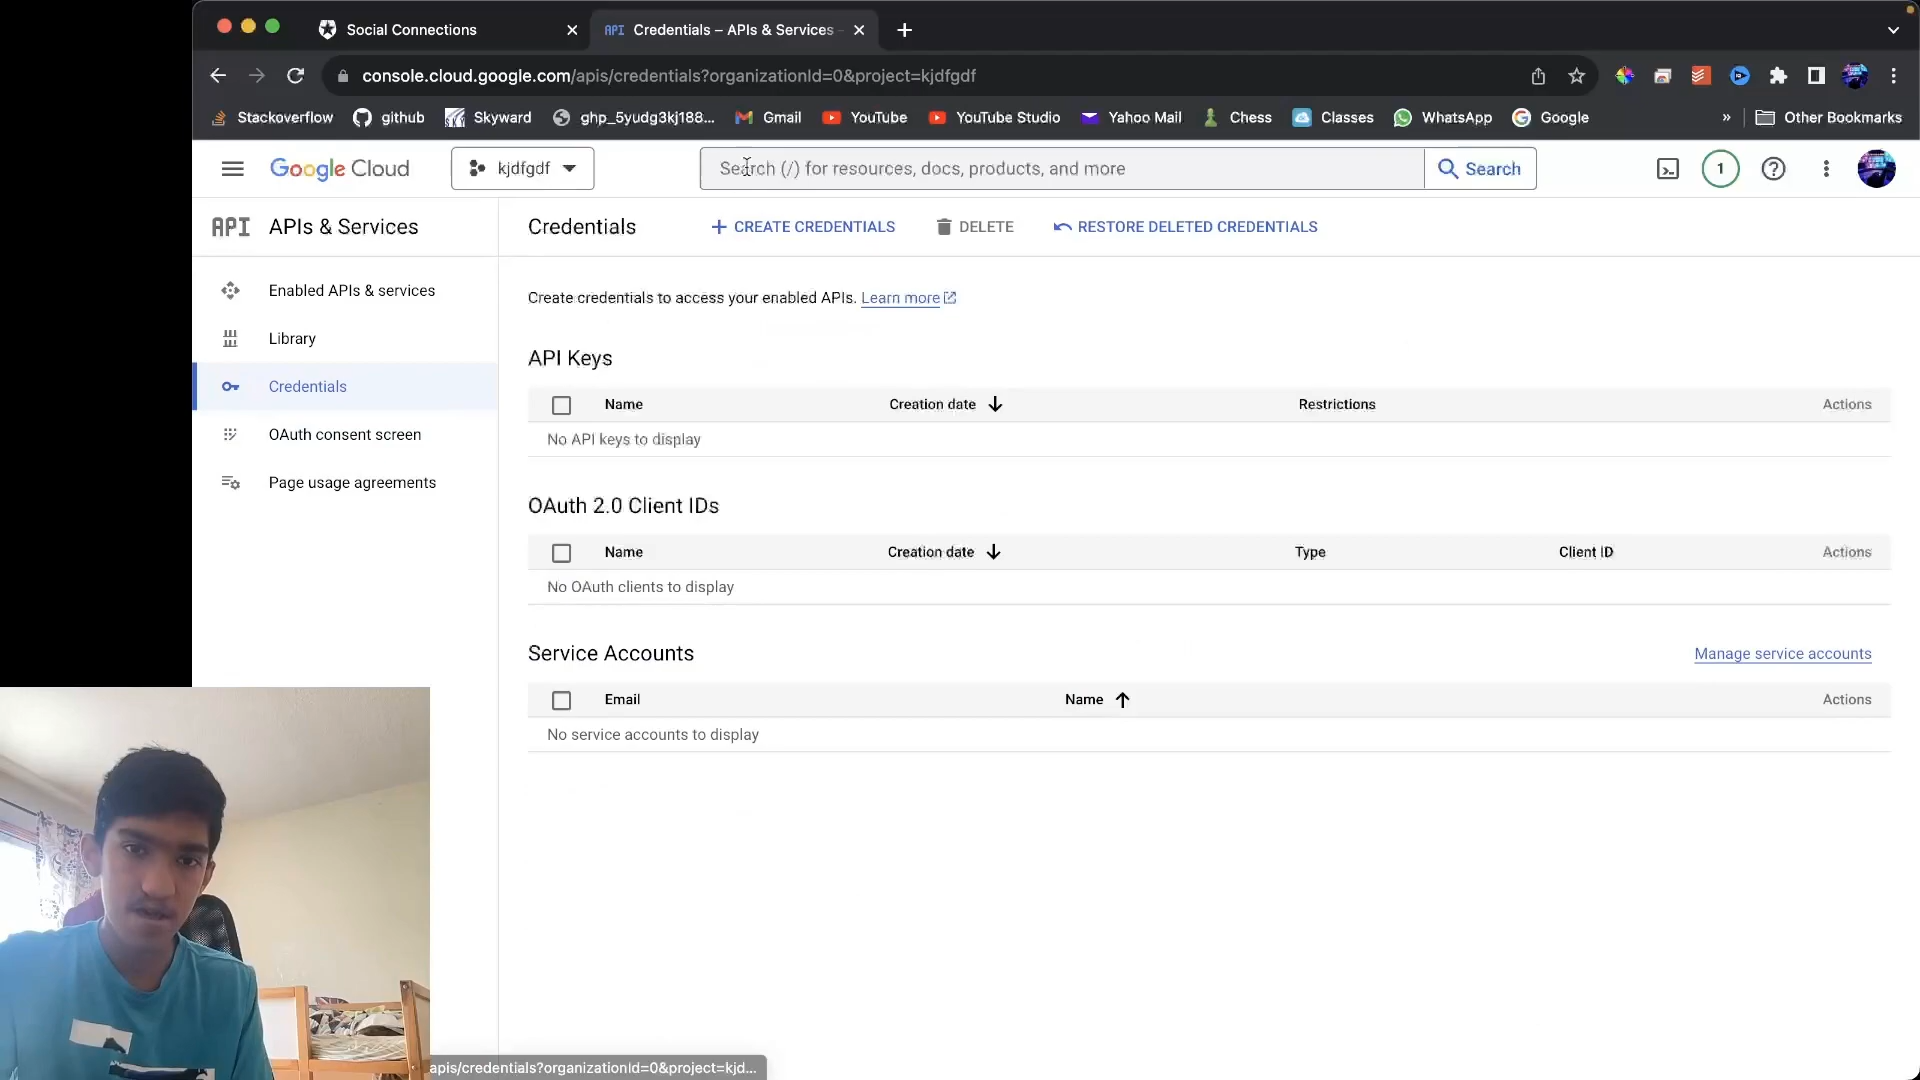 Social Connections
API Credentials – APIs & Services -
console.cloud.google.com/apis/credentials?organizationId=0&project=kjdfgdf
Stackoverflow github Skyward ghp_5yudg3kj188... Gmail YouTube YouTube Studio Yahoo Mail Chess Classes WhatsApp Google » Other Bookmarks
Google Cloud kjdfgdf Search (/) for resources, docs, products, and more Search 1
API APIs & Services
Credentials + CREATE CREDENTIALS DELETE RESTORE DELETED CREDENTIALS
Enabled APIs & services
Library
Credentials
OAuth consent screen
Page usage agreements
Create credentials to access your enabled APIs. Learn more
API Keys
Name Creation date Restrictions Actions
No API keys to display
OAuth 2.0 Client IDs
Name Creation date Type Client ID Actions
No OAuth clients to display
Service Accounts Manage service accounts
Email Name Actions
No service accounts to display
apis/credentials?organizationId=0&project=kjd...